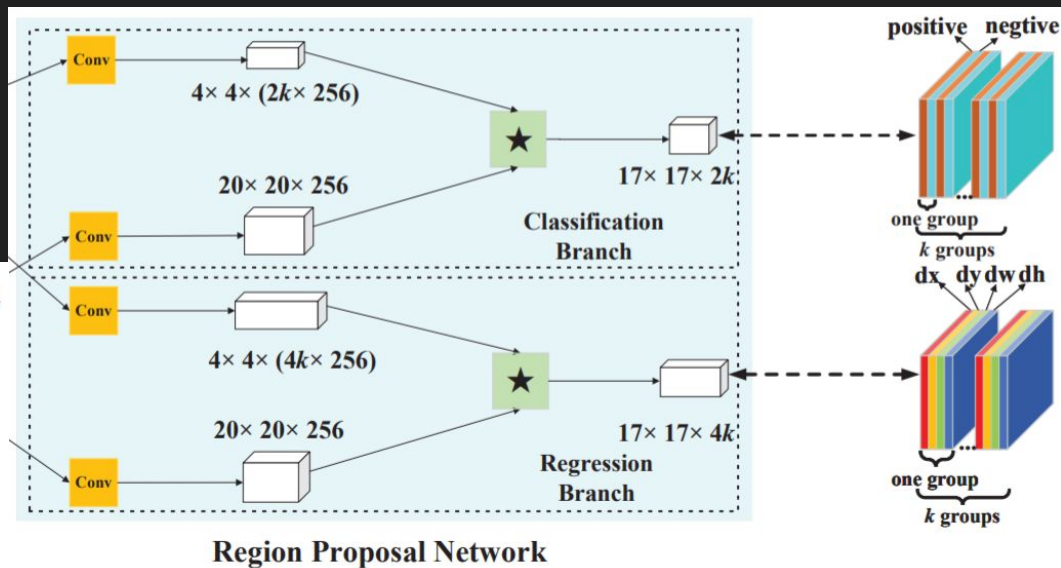 Conv
4× 4× (2k× 256)
20× 20× 256
Conv
17× 17× 2k
Classification
Branch
positive
negtive
one group
k groups
Conv
4× 4× (4k× 256)
20× 20× 256
Conv
17× 17× 4k
Regression
Branch
dx
dy
dw
dh
one group
k groups
Region Proposal Network